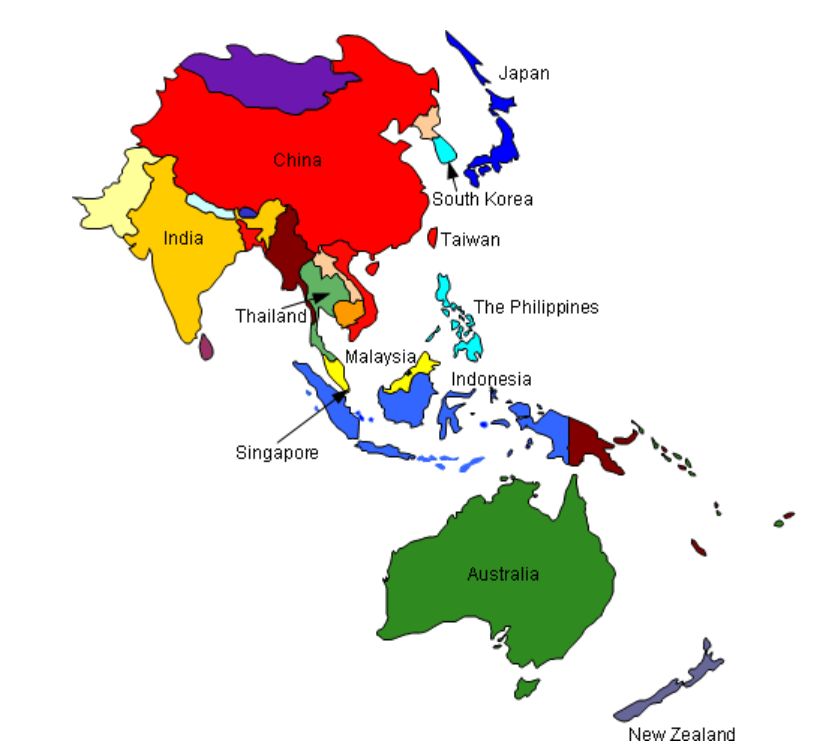 Japan
China
South Korea
India
Taiwan
Thailand
The Philippines
Malaysia
Indonesia
Singapore
Australia
New Zealand